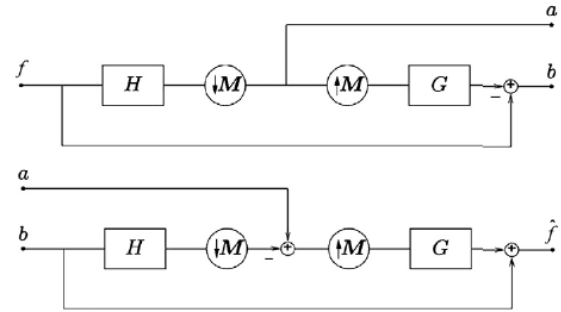 a
f H ↓M ↑M G − + b
a
b H ↓M − + ↑M G + f̂